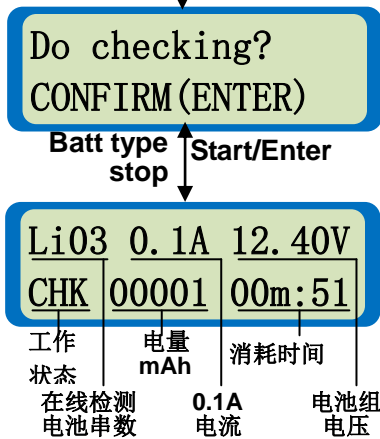 Do checking?
CONFIRM(ENTER)
Batt type
stop
Start/Enter
Li03 0.1A 12.40V
CHK 00001 00m:51
工作
状态
电量
mAh
消耗时间
在线检测
电池串数
0.1A
电流
电池组
电压